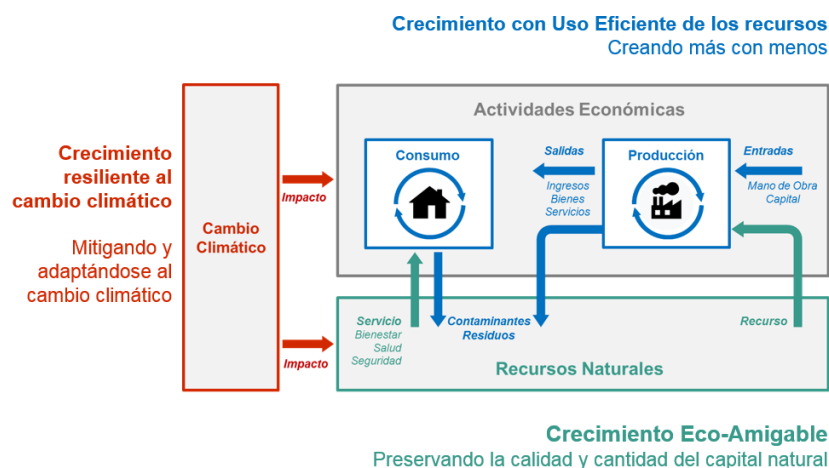 Crecimiento con Uso Eficiente de los recursos
Creando más con menos
Actividades Económicas
Crecimiento
resiliente al
cambio climático
Mitigando y
adaptándose al
cambio climático
Cambio
Climático
Impacto
Consumo
Salidas
Ingresos
Bienes
Servicios
Producción
Entradas
Mano de Obra
Capital
Impacto
Servicio
Bienestar
Salud
Seguridad
Contaminantes
Residuos
Recurso
Recursos Naturales
Crecimiento Eco-Amigable
Preservando la calidad y cantidad del capital natural